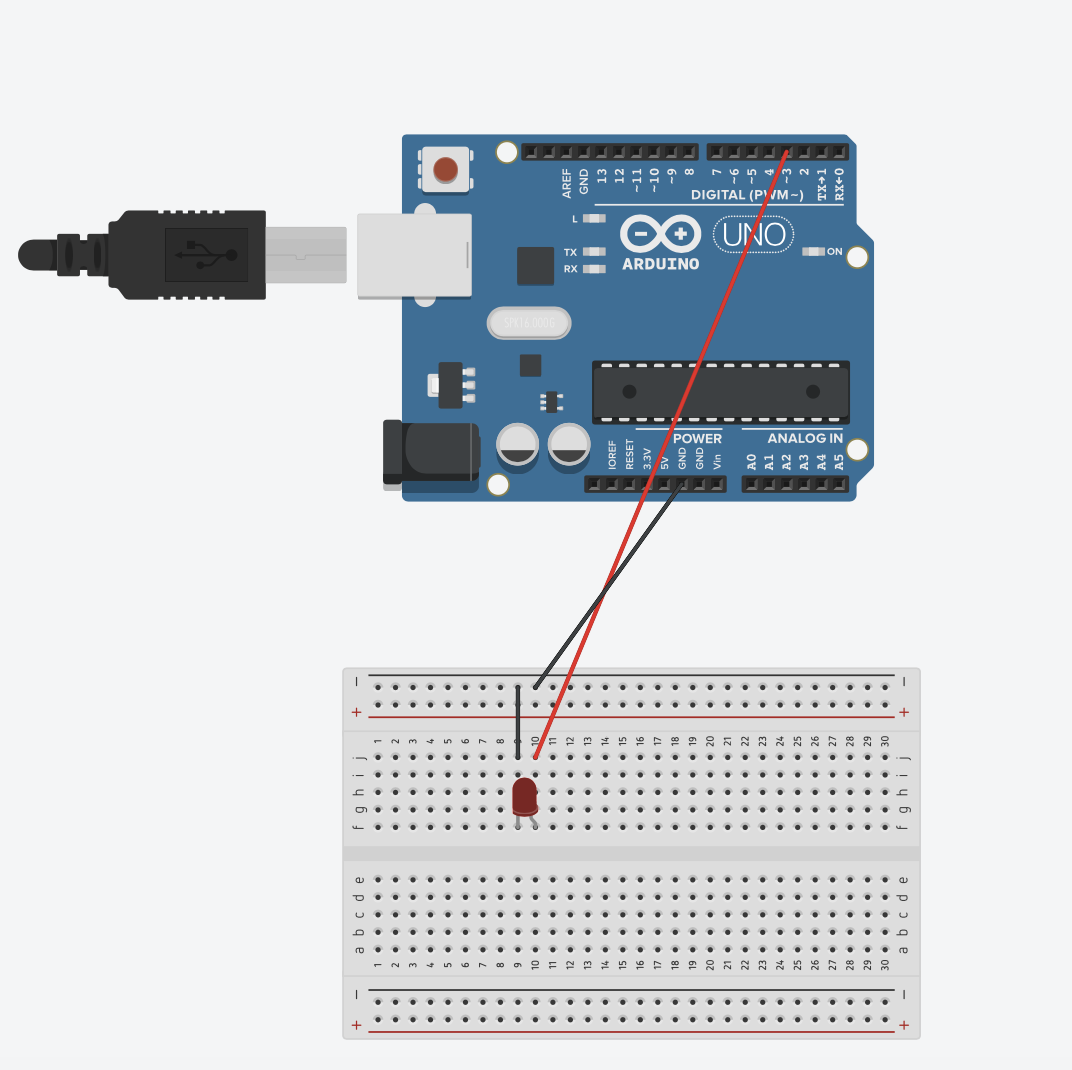 AREF GND 13 12 ~11 ~10 ~9 8 7 ~6 ~5 4 ~3 2 TX→1 RX←0
DIGITAL (PWM~)
L
TX
RX
UNO
ARDUINO
ON
SPK16.000G
POWER
ANALOG IN
IOREF RESET 3.3V 5V GND GND Vin A0 A1 A2 A3 A4 A5
− −
+ +
1 2 3 4 5 6 7 8 9 10 11 12 13 14 15 16 17 18 19 20 21 22 23 24 25 26 27 28 29 30
j j
i i
h h
g g
f f
e e
d d
c c
b b
a a
1 2 3 4 5 6 7 8 9 10 11 12 13 14 15 16 17 18 19 20 21 22 23 24 25 26 27 28 29 30
− −
+ +